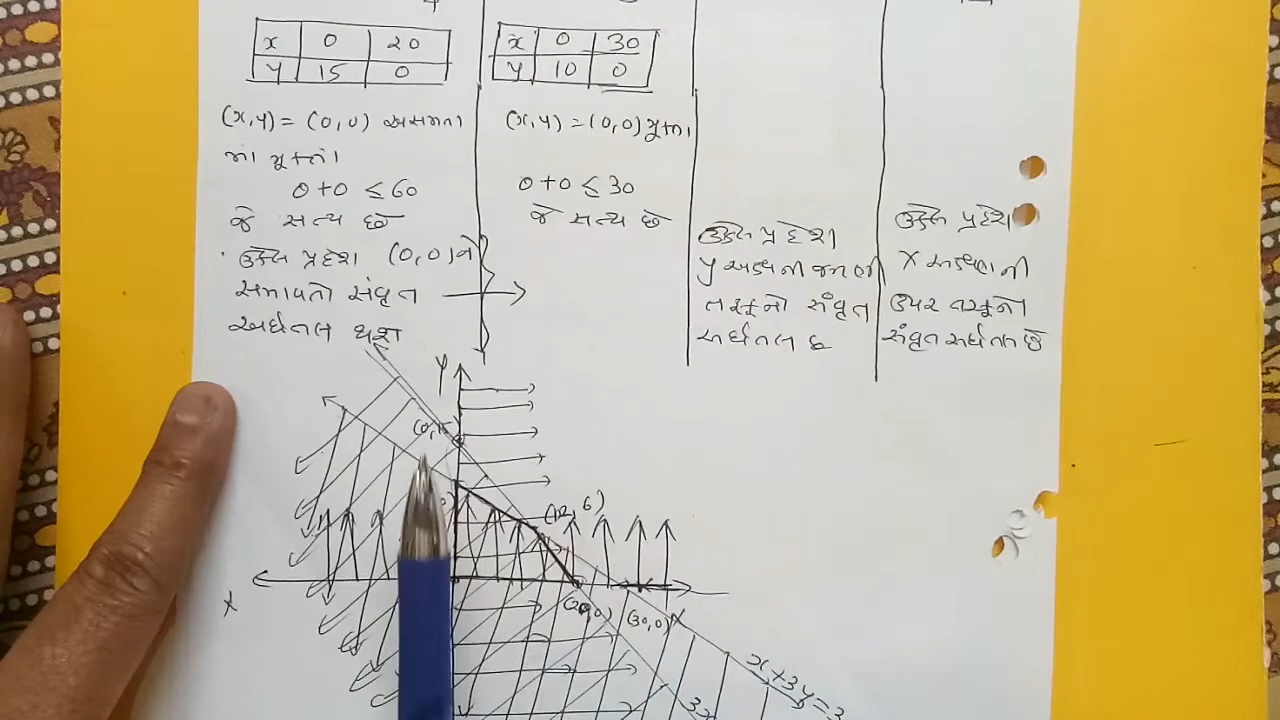 x 0 20
y 15 0
(x,y) = (0,0) અસમતા
માં મૂકતાં
0+0 ≤ 60
જે સત્ય છે
ઉકેલ પ્રદેશ (0,0) ને
સમાવતો સંવૃત
અર્ધતલ થશે
x 0 30
y 10 0
(x,y) = (0,0) મૂકતાં
0+0 ≤ 30
જે સત્ય છે
ઉકેલ પ્રદેશ
y અક્ષની જમણી
તરફનો સંવૃત
અર્ધતલ છે
ઉકેલ પ્રદેશ
x અક્ષની
ઉપર તરફનો
સંવૃત અર્ધતલ છે
y
(0,15)
(12,6)
(20,0)
(30,0)
x
x
x+3y=3
3x